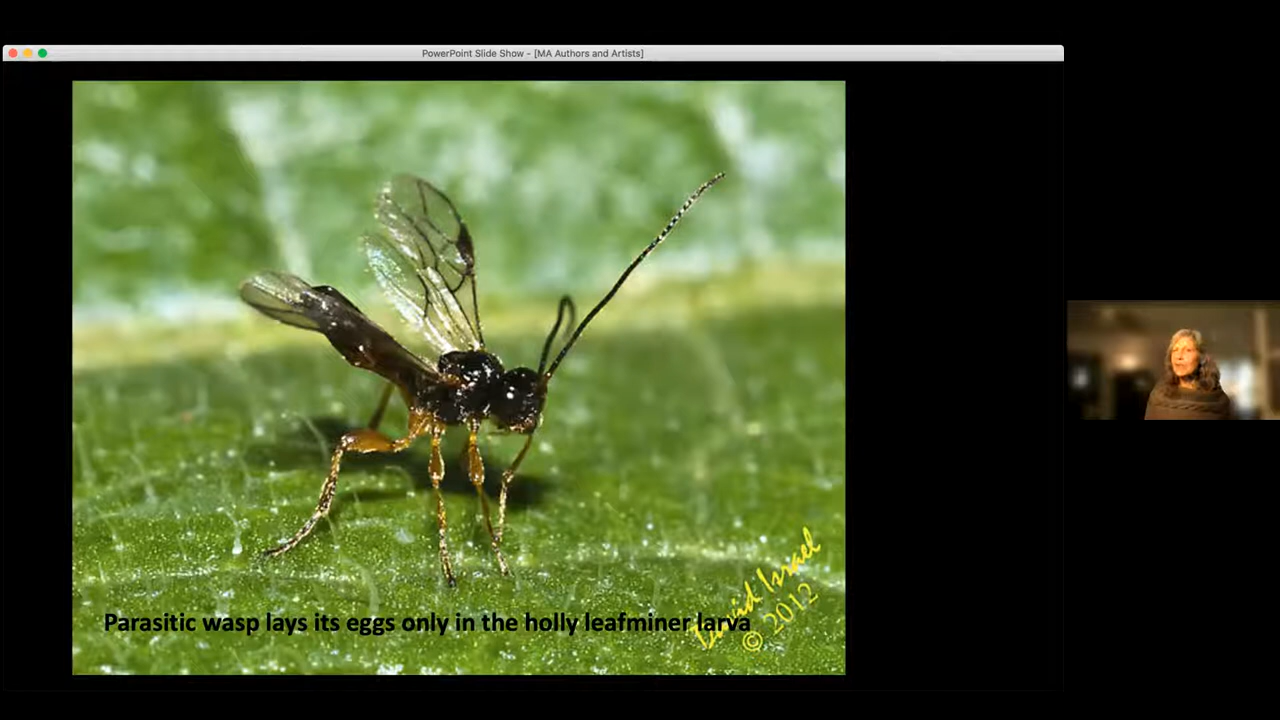 PowerPoint Slide Show - [MA Authors and Artists]
David Israel
© 2012
Parasitic wasp lays its eggs only in the holly leafminer larva